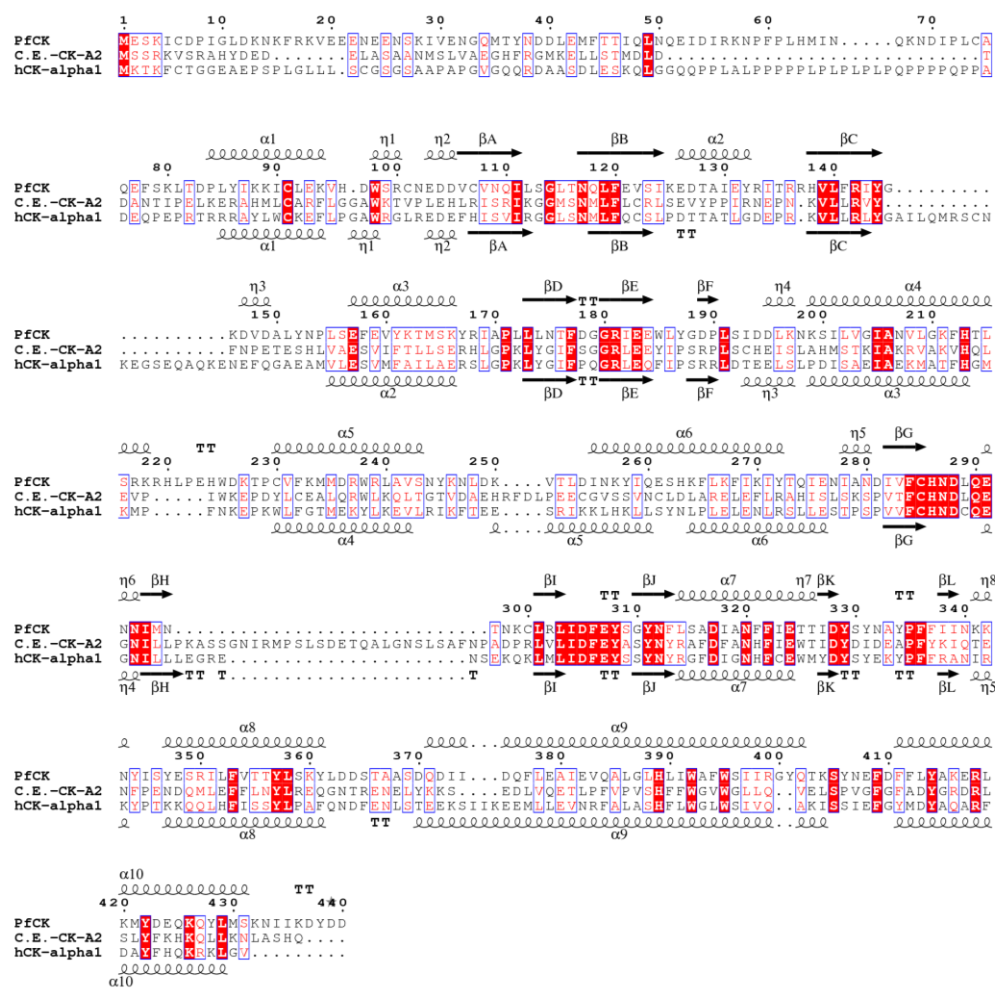 1 10 20 30 40 50 60 70
PfCK MESKICDPIGLDKNKFRKVEEENEENSKIVENGQMTYNDDLEMFTTIQLNQEIDIRKNPFPLHMIN.....QKNDIPLCA
C.E.-CK-A2 MSSRKVSRAHYDED.......ELASAANMSLVAEGHFRGMKELLSTMDLD.............................T
hCK-alpha1 MKTKFCTGGEAEPSPLGLLL.SCGSGSAAPAPGVGQQRDAASDLESKQLGGQQPPLALPPPPPLPLPLPLPQPPPPQPPA
α1 η1 η2 βA βB α2 βC
80 90 100 110 120 130 140
PfCK QEFSKLTDPLYIKKICLEKVH.DWSRCNEDDVCVNQILSGLTNQLFEVSIKEDTAIEYRITRRHVLFRIYG..........
C.E.-CK-A2 DANTIPELKERAHMLCARFLGGAWKTVPLEHLRISRIKGGMSNMLFLCRLSEVYPPIRNEPN.KVLLRVY...........
hCK-alpha1 DEQPEPRTRRRAYLWCKEFLPGAWRGLREDEFHISVIRGGLSNMLFQCSLPDTTATLGDEPR.KVLLRLYGAILQMRSCN
α1 η1 η2 βA βB TT βC
η3 α3 βD TT βE βF η4 α4
150 160 170 180 190 200 210
PfCK ..........KDVDALYNPLSEFEVYKTMSKYRIAPLLLNTFDGGRIEEWLYGDPLSIDDLKNKSILVGIANVLGKFHTL
C.E.-CK-A2 ..........FNPETESHLVAESVIFTLLSERHLGPKLYGIFSGGRLEEYIPSRPLSCHEISLAHMSTKIAKRVAKVHQL
hCK-alpha1 KEGSEQAQKENEFQGAEAMVLESVMFAILAERSLGPKLYGIFPQGRLEQFIPSRRLDTEELSLPDISAEIAEKMATFHGM
α2 βD TT βE βF η3 α3
TT α5 α6 η5 βG
220 230 240 250 260 270 280 290
PfCK SRKRHLPEHWDKTPCVFKMMDRWRLAVSNYKNLDK...VTLDINKYIQESHKFLKFIKIYTQIENIANDIVFCHNDLQE
C.E.-CK-A2 EVP....IWKEPDYLCEALQRWLKQLTGTVDAEHRFDLPEECGVSSVNCLDLARELEFLRAHISLSKSPVTFCHNDLQE
hCK-alpha1 KMP....FNKEPKWLFGTMEKYLKEVLRIKFTEE....SRIKKLHKLLSYNLPLELENLRSLLESTPSPVVFCHNDCQE
α4 α5 α6 βG
η6 βH βI TT βJ α7 η7 βK TT βL η8
300 310 320 330 340
PfCK NNIMN.............................TNKCLRLIDFEYSGYNFLSADIANFFIETTIDYSYNAYPFFIINKK
C.E.-CK-A2 GNILLPKASSGNIRMPSLSDETQALGNSLSAFNPADPRLVLIDFEYASYNYRAFDFANHFIEWTIDYDIDEAPFYKIQTE
hCK-alpha1 GNILLLEGRE......................NSEKQKLMLIDFEYSSYNYRGFDIGNHFCEWMYDYSYEKYPFFRANIR
η4 βH TT T T βI TT βJ α7 βK TT TT βL η5
α8 α9
350 360 370 380 390 400 410
PfCK NYISYESRILFVTTYLSKYLDDSTAASDQDII...DQFLEAIEVQALGLHLIWAFWSIIRGYQTKSYNEFDFFLYAKERL
C.E.-CK-A2 NFPENDQMLEFFLNYLREQGNTRENELYKKS....EDLVQETLPFVPVSHFFWGVWGLLQ..VELSPVGFGFADYGRDRL
hCK-alpha1 KYPTKKQQLHFISSYLPAFQNDFENLSTEEKSIIKEEMLLEVNRFALASHFLWGLWSIVQ..AKISSIEFGYMDYAQARF
α8 TT α9
α10 TT
420 430 440
PfCK KMYDEQKQYLMSKNIIKDYDD
C.E.-CK-A2 SLYFKHKQLLKNLASHQ....
hCK-alpha1 DAYFHQKRKLGV.........
α10